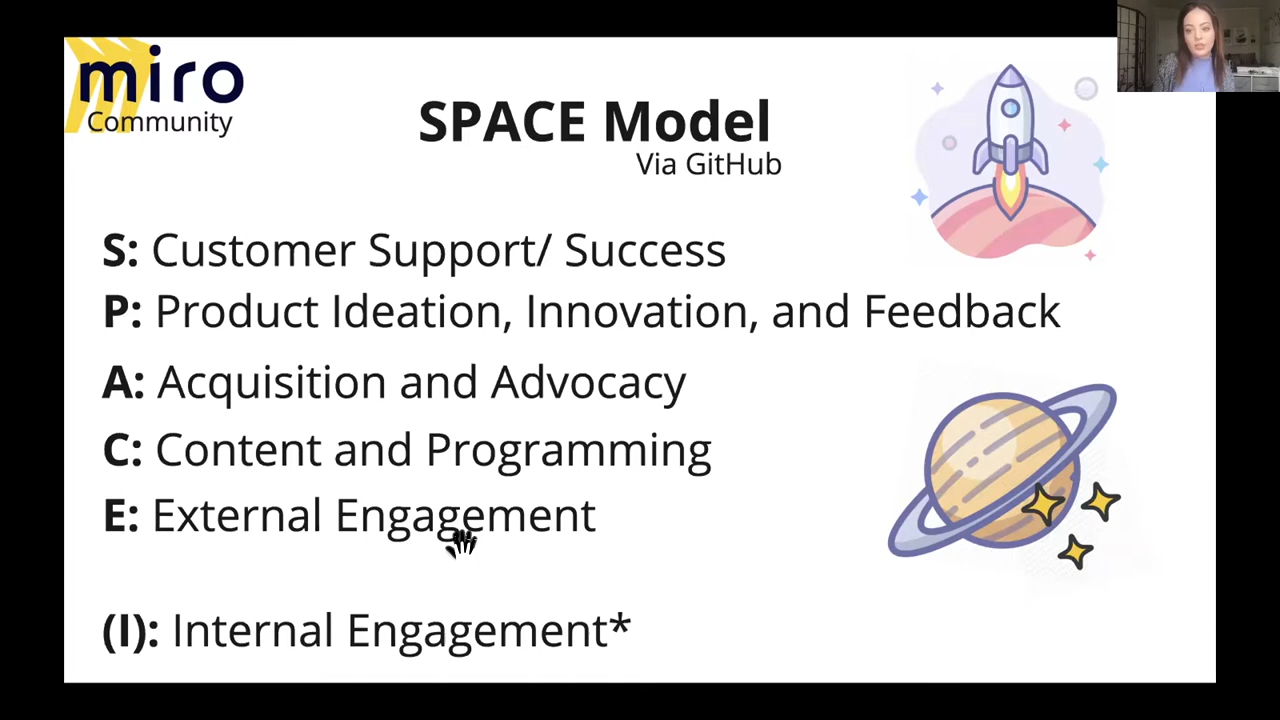 miro
Community
SPACE Model
Via GitHub
S: Customer Support/ Success
P: Product Ideation, Innovation, and Feedback
A: Acquisition and Advocacy
C: Content and Programming
E: External Engagement
(I): Internal Engagement*